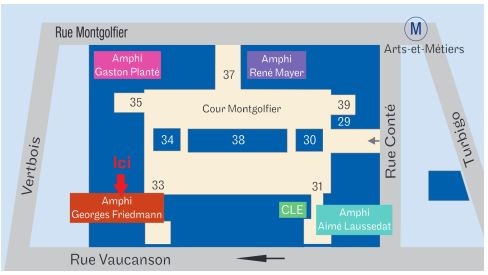 Rue Montgolfier
M
Arts-et-Métiers
Amphi
Gaston Planté
Amphi
René Mayer
37
35
Cour Montgolfier
39
29
34
38
30
Rue Conté
Turbigo
Vertbois
Ici
33
31
Amphi
Georges Friedmann
CLE
Amphi
Aimé Laussedat
Rue Vaucanson